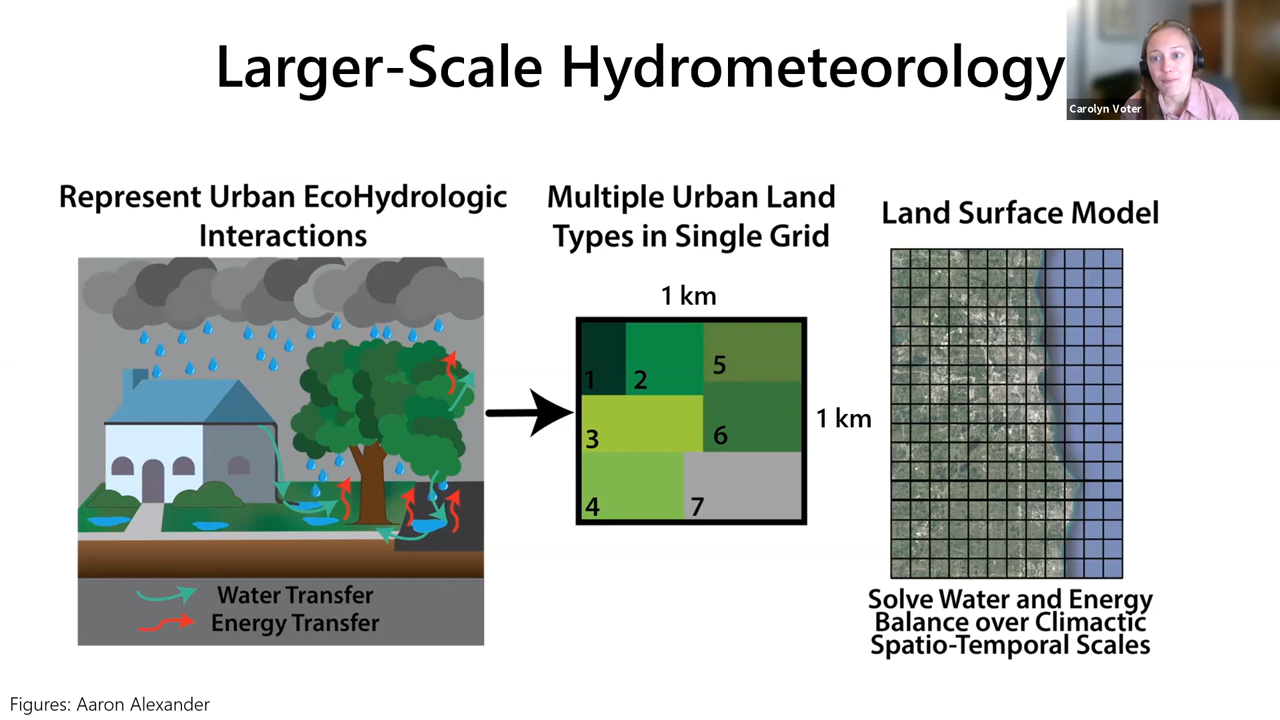 Larger-Scale Hydrometeorology
Carolyn Voter
Represent Urban EcoHydrologic
Interactions
Water Transfer
Energy Transfer
Multiple Urban Land
Types in Single Grid
1 km
1
2
5
3
6
4
7
1 km
Land Surface Model
Solve Water and Energy
Balance over Climactic
Spatio-Temporal Scales
Figures: Aaron Alexander